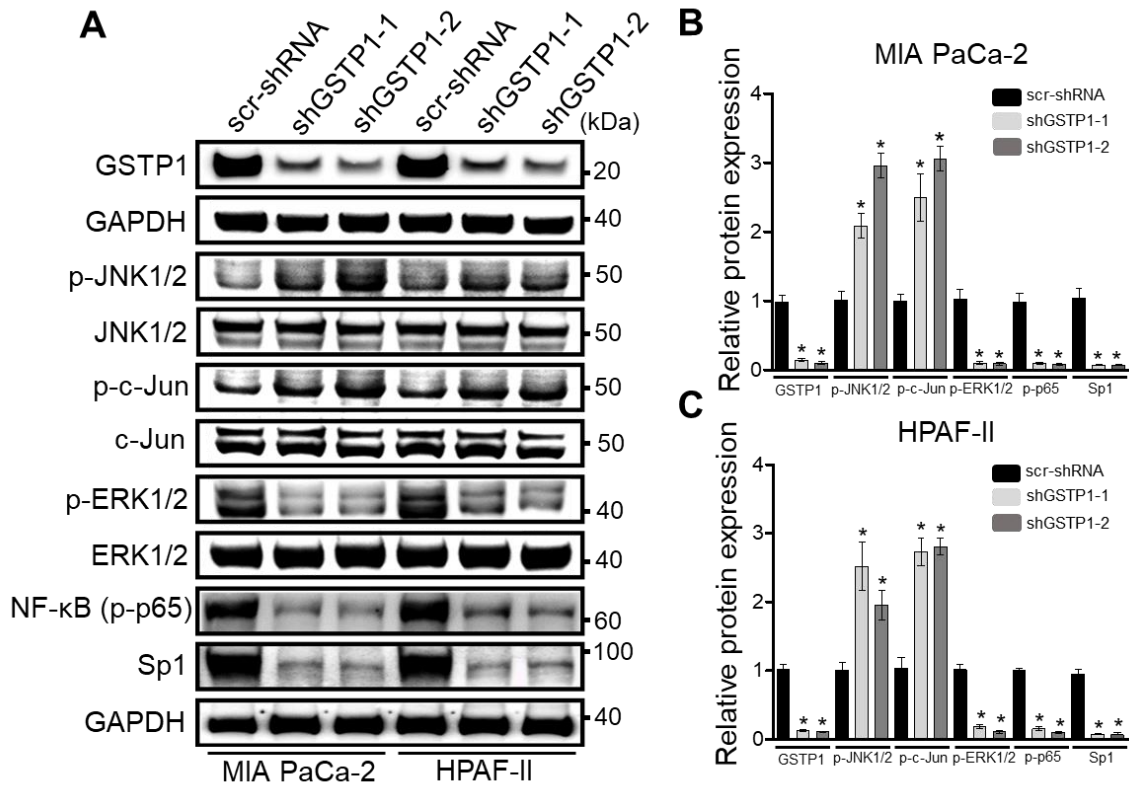 A
scr-shRNA
shGSTP1-1
shGSTP1-2
scr-shRNA
shGSTP1-1
shGSTP1-2
(kDa)
GSTP1
20
GAPDH
40
p-JNK1/2
50
JNK1/2
50
p-c-Jun
50
c-Jun
50
p-ERK1/2
40
ERK1/2
40
NF-κB (p-p65)
60
Sp1
100
GAPDH
40
MIA PaCa-2
HPAF-II
B
MIA PaCa-2
Relative protein expression
4
3
2
1
0
scr-shRNA
shGSTP1-1
shGSTP1-2
* * * * * * * * * * * *
GSTP1 p-JNK1/2 p-c-Jun p-ERK1/2 p-p65 Sp1
C
HPAF-II
Relative protein expression
4
3
2
1
0
scr-shRNA
shGSTP1-1
shGSTP1-2
* * * * * * * * * * * *
GSTP1 p-JNK1/2 p-c-Jun p-ERK1/2 p-p65 Sp1